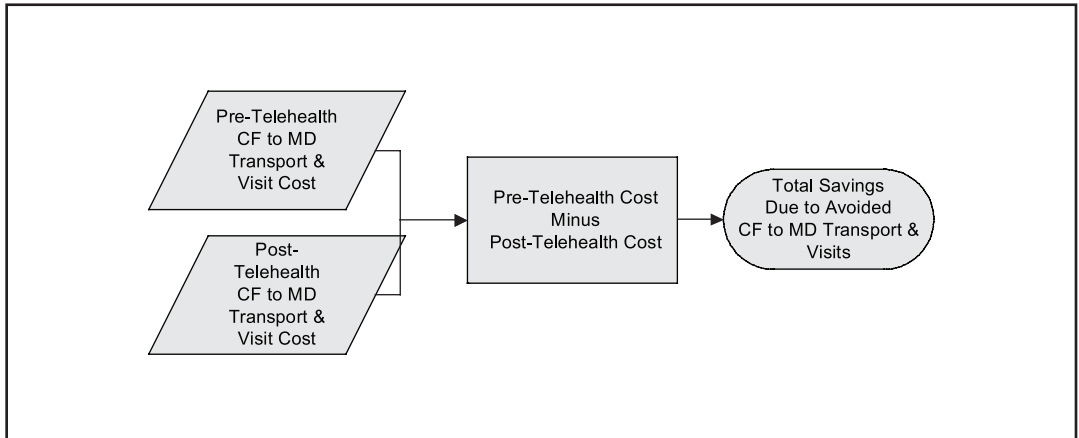 Pre-Telehealth
CF to MD
Transport &
Visit Cost
Post-
Telehealth
CF to MD
Transport &
Visit Cost
Pre-Telehealth Cost
Minus
Post-Telehealth Cost
Total Savings
Due to Avoided
CF to MD Transport &
Visits